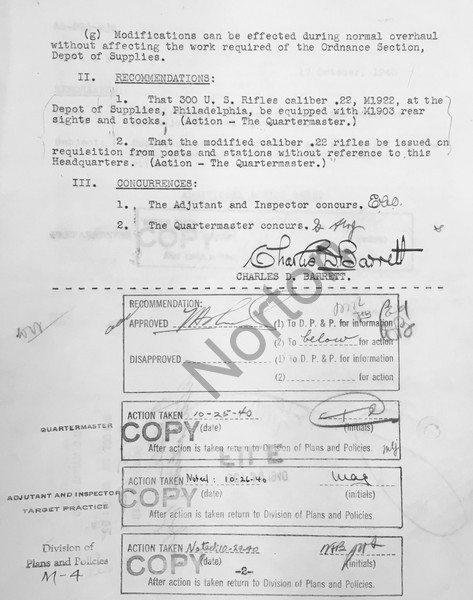 (g) Modifications can be effected during normal overhaul
without affecting the work required of the Ordnance Section,
Depot of Supplies.
II. RECOMMENDATIONS:
1. That 300 U. S. Rifles caliber .22, M1922, at the
Depot of Supplies, Philadelphia, be equipped with M1903 rear
sights and stocks. (Action - The Quartermaster.)
2. That the modified caliber .22 rifles be issued on
requisition from posts and stations without reference to this
Headquarters. (Action - The Quartermaster.)
III. CONCURRENCES:
1. The Adjutant and Inspector concurs.
2. The Quartermaster concurs.
Charles D. Barrett
CHARLES D. BARRETT.
RECOMMENDATION:
APPROVED (1) To D. P. & P. for information
(2) To below for action
DISAPPROVED (1) To D. P. & P. for information
(2) for action
QUARTERMASTER
ACTION TAKEN 10-25-40
COPY (date) (initials)
After action is taken return to Division of Plans and Policies.
ADJUTANT AND INSPECTOR
TARGET PRACTICE
ACTION TAKEN Noted: 10-26-40
COPY (date) (initials)
After action is taken return to Division of Plans and Policies.
Division of
Plans and Policies
M-4
ACTION TAKEN Noted
COPY (date) (initials)
-2-
After action is taken return to Division of Plans and Policies.
Norton